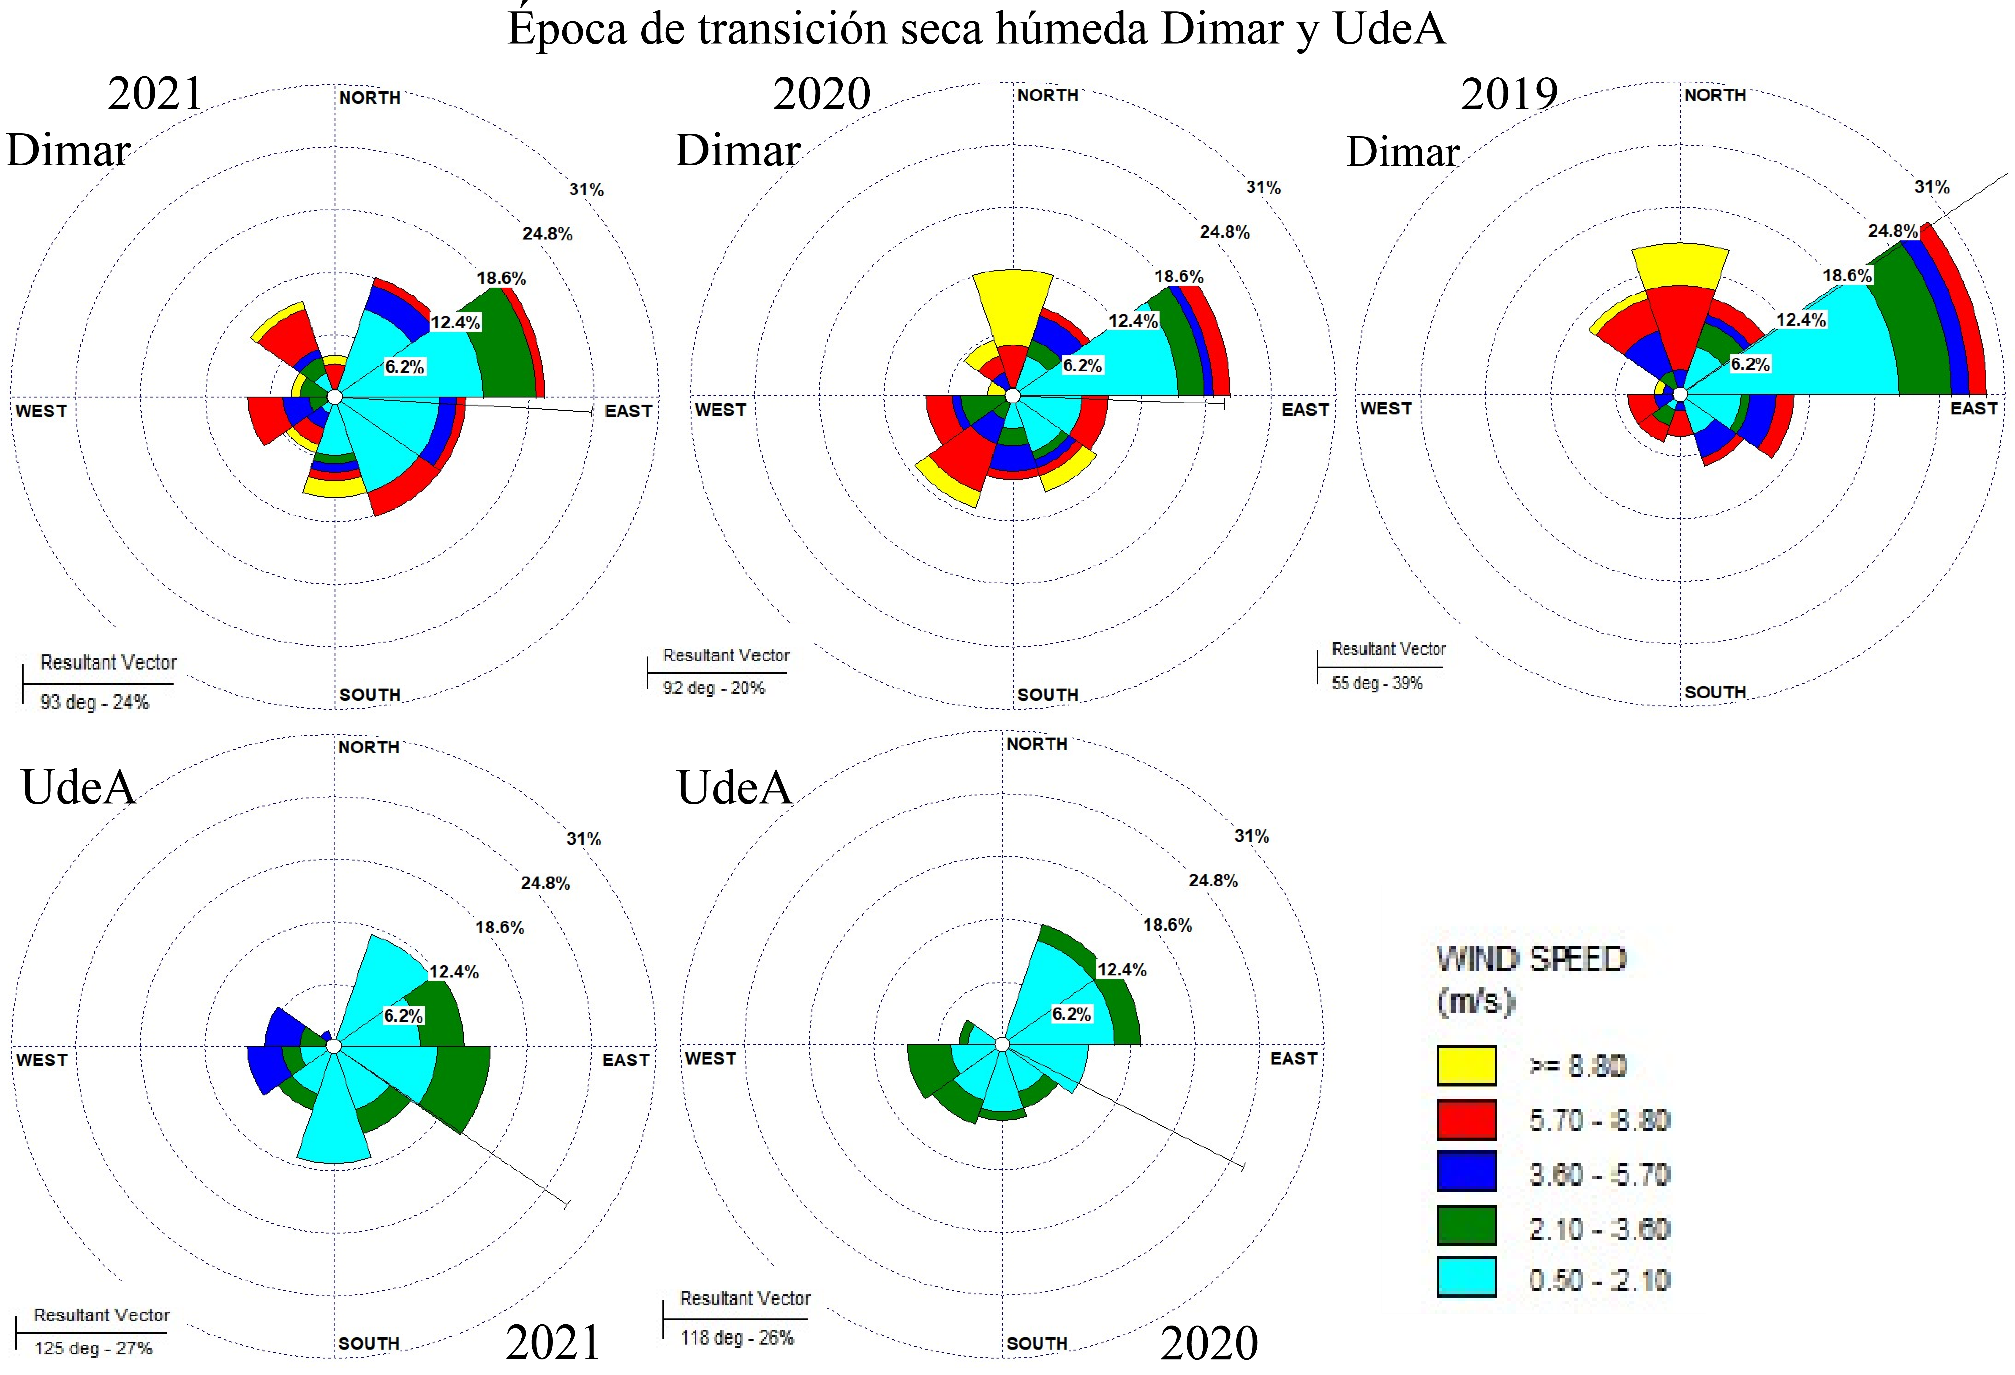 Época de transición seca húmeda Dimar y UdeA
2021
Dimar
NORTH
31%
24.8%
18.6%
12.4%
6.2%
WEST
EAST
SOUTH
Resultant Vector
93 deg - 24%
2020
Dimar
NORTH
31%
24.8%
18.6%
12.4%
6.2%
WEST
EAST
SOUTH
Resultant Vector
92 deg - 20%
2019
Dimar
NORTH
31%
24.8%
18.6%
12.4%
6.2%
WEST
EAST
SOUTH
Resultant Vector
55 deg - 39%
UdeA
NORTH
31%
24.8%
18.6%
12.4%
6.2%
WEST
EAST
SOUTH
Resultant Vector
125 deg - 27%
2021
UdeA
NORTH
31%
24.8%
18.6%
12.4%
6.2%
WEST
EAST
SOUTH
Resultant Vector
118 deg - 26%
2020
WIND SPEED
(m/s)
>= 8.80
5.70 - 8.80
3.60 - 5.70
2.10 - 3.60
0.50 - 2.10